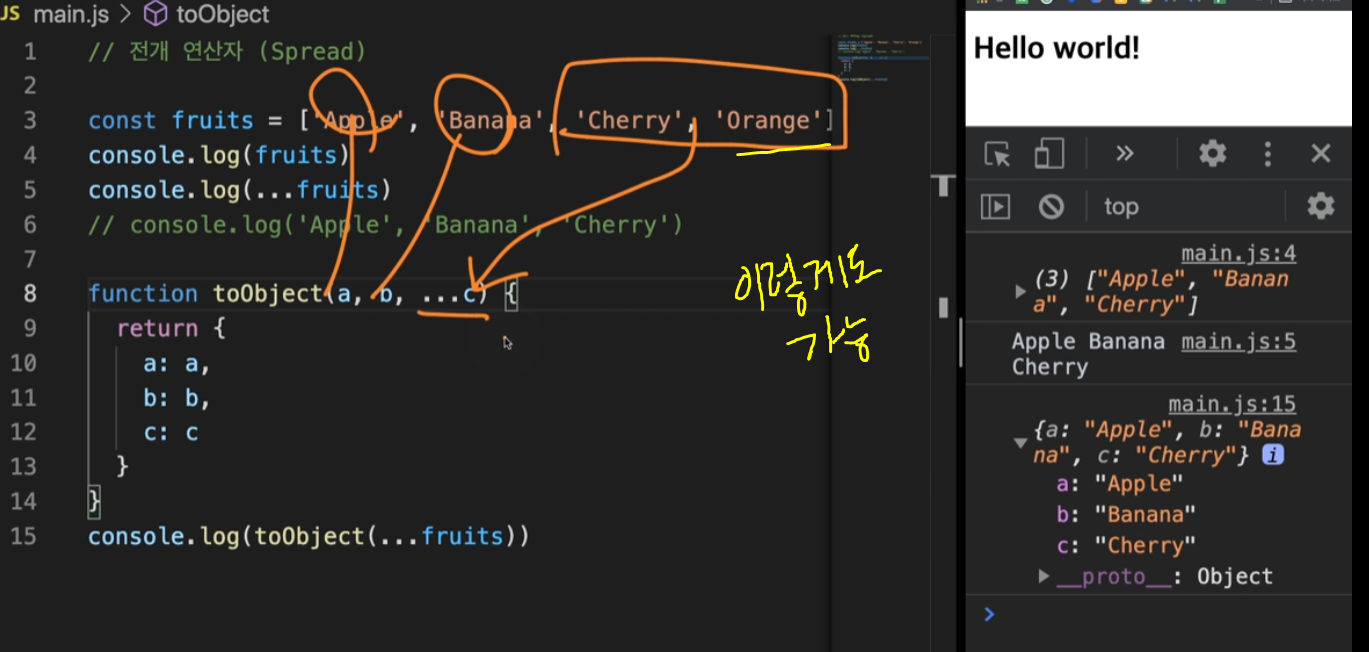 JS main.js > toObject
1 // 전개 연산자 (Spread)
2
3 const fruits = ['Apple', 'Banana', 'Cherry', 'Orange']
4 console.log(fruits)
5 console.log(...fruits)
6 // console.log('Apple', 'Banana', 'Cherry')
7
8 function toObject(a, b, ...c) {
9 return {
10 a: a,
11 b: b,
12 c: c
13 }
14 }
15 console.log(toObject(...fruits))
이렇게도
가능
Hello world!
top
main.js:4
(3) ["Apple", "Banan
a", "Cherry"]
Apple Banana main.js:5
Cherry
main.js:15
{a: "Apple", b: "Bana
na", c: "Cherry"} i
a: "Apple"
b: "Banana"
c: "Cherry"
__proto__: Object